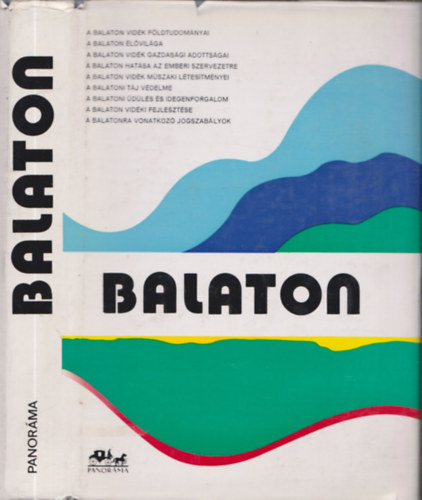 A BALATON VIDÉK FÖLDTUDOMÁNYAI
A BALATON ÉLŐVILÁGA
A BALATON VIDÉK GAZDASÁGI ADOTTSÁGAI
A BALATON HATÁSA AZ EMBERI SZERVEZETRE
A BALATON VIDÉK MŰSZAKI LÉTESÍTMÉNYEI
A BALATONI TÁJ VÉDELME
A BALATONI ÜDÜLÉS ÉS IDEGENFORGALOM
A BALATON VIDÉKI FEJLESZTÉSE
A BALATONRA VONATKOZÓ JOGSZABÁLYOK
BALATON
PANORÁMA
BALATON
PANORÁMA